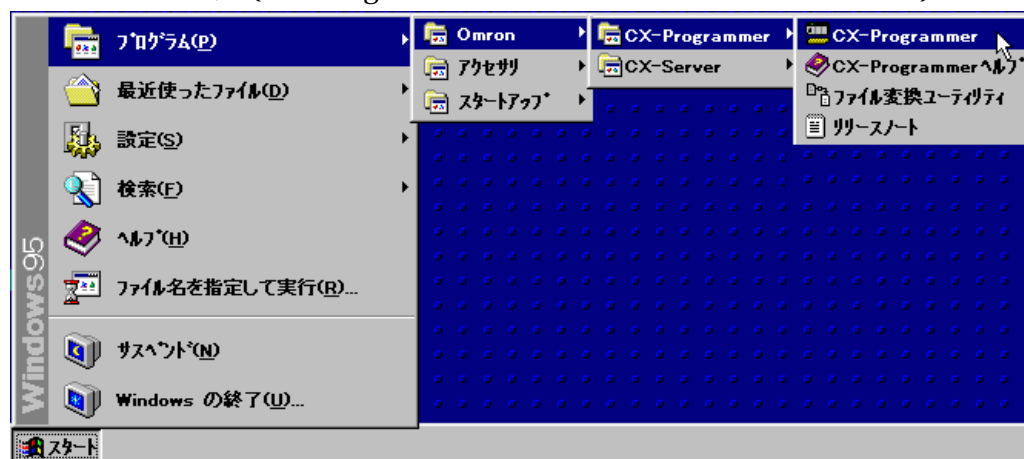 プログラム(P)
Omron
CX-Programmer
CX-Programmer
アクセサリ
CX-Server
CX-Programmerヘルプ
スタートアップ
ファイル変換ユーティリティ
リリースノート
最近使ったファイル(D)
設定(S)
検索(F)
ヘルプ(H)
ファイル名を指定して実行(R)...
サスペンド(N)
Windows の終了(U)...
Windows95
スタート